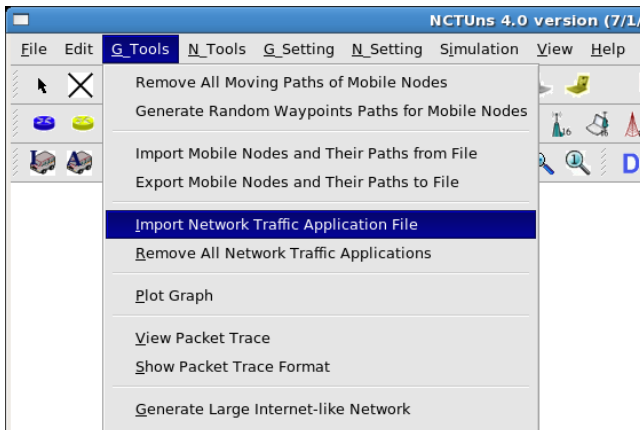 NCTUns 4.0 version (7/1/
File Edit G_Tools N_Tools G_Setting N_Setting Simulation View Help
Remove All Moving Paths of Mobile Nodes
Generate Random Waypoints Paths for Mobile Nodes
Import Mobile Nodes and Their Paths from File
Export Mobile Nodes and Their Paths to File
Import Network Traffic Application File
Remove All Network Traffic Applications
Plot Graph
View Packet Trace
Show Packet Trace Format
Generate Large Internet-like Network